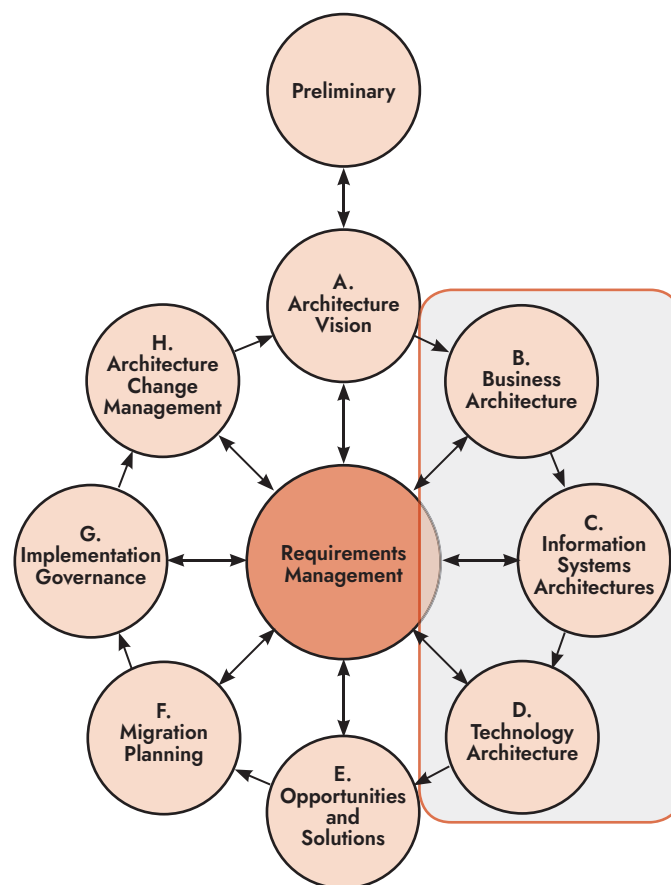 Preliminary
A.
Architecture
Vision
B.
Business
Architecture
C.
Information
Systems
Architectures
D.
Technology
Architecture
E.
Opportunities
and
Solutions
F.
Migration
Planning
G.
Implementation
Governance
H.
Architecture
Change
Management
Requirements
Management